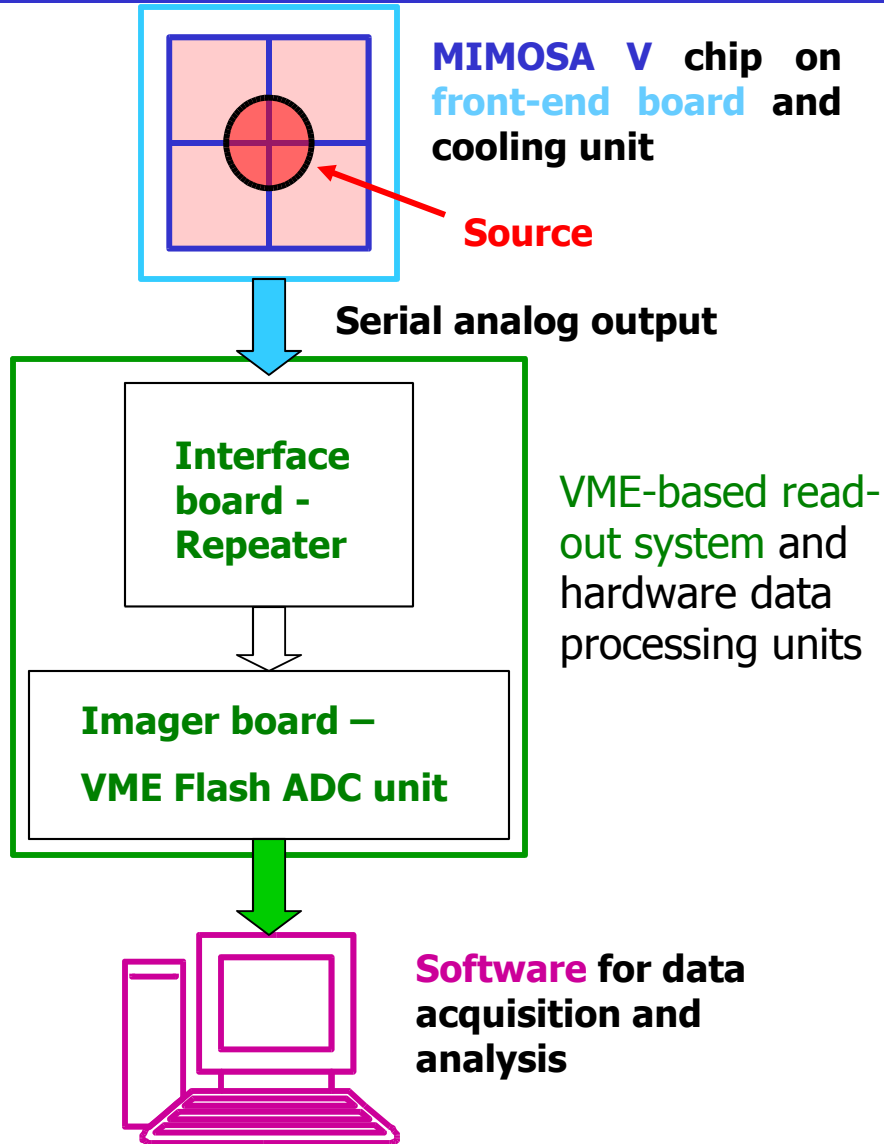 MIMOSA V chip on
front-end board and
cooling unit
Source
Serial analog output
Interface
board -
Repeater
VME-based read-
out system and
hardware data
processing units
Imager board –
VME Flash ADC unit
Software for data
acquisition and
analysis